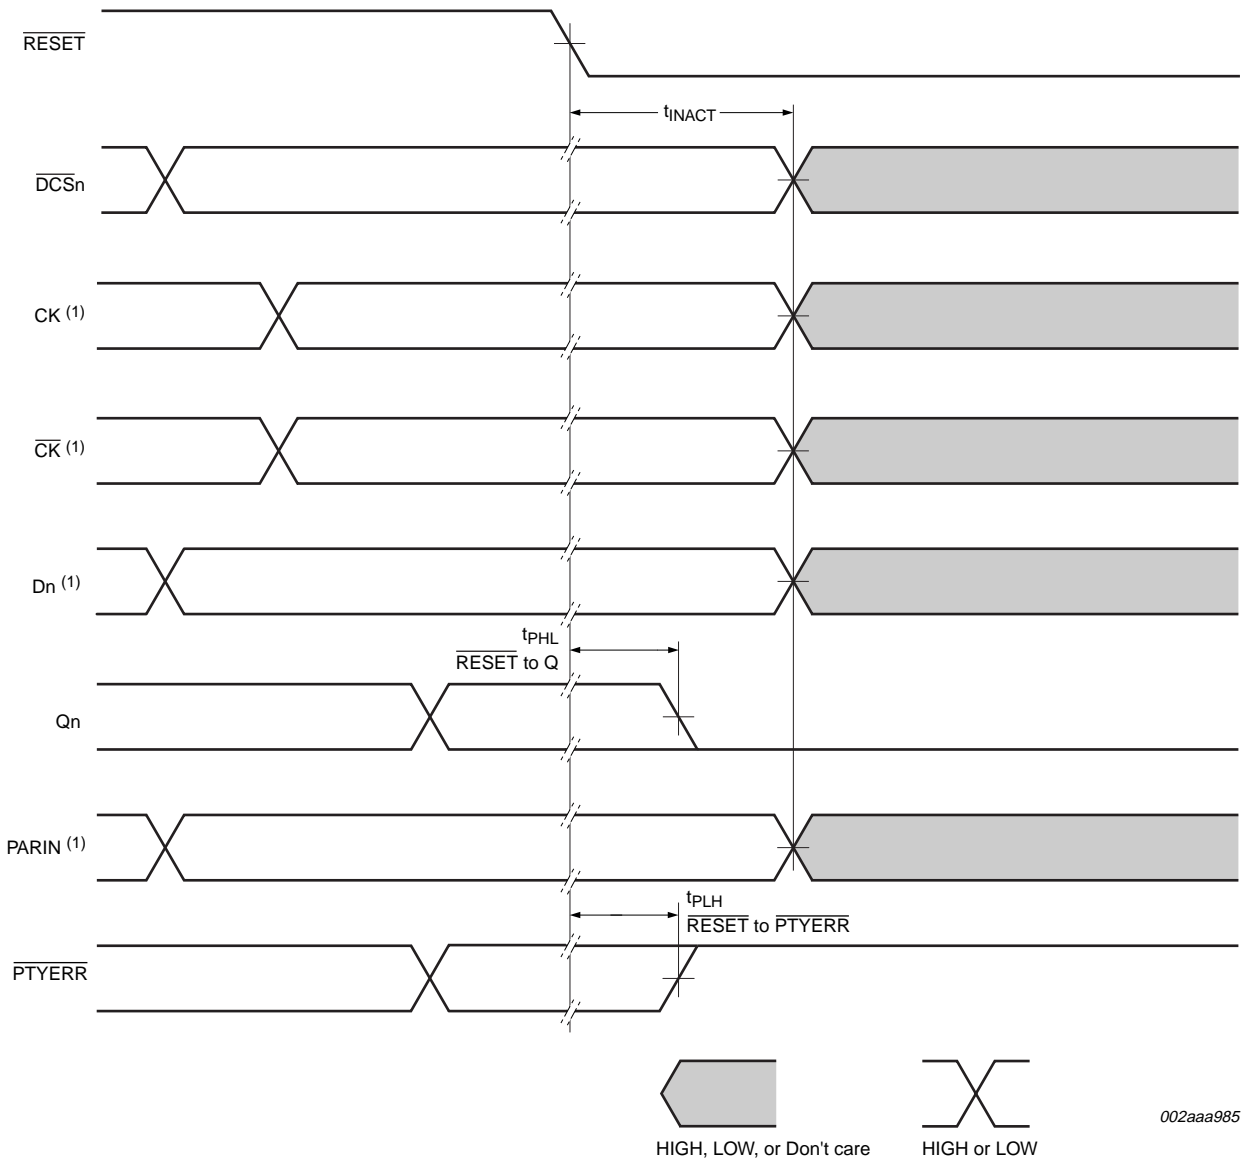 RESET
tINACT
DCSn
CK (1)
CK (1)
Dn (1)
tPHL
RESET to Q
Qn
PARIN (1)
tPLH
RESET to PTYERR
PTYERR
HIGH, LOW, or Don't care
HIGH or LOW
002aaa985